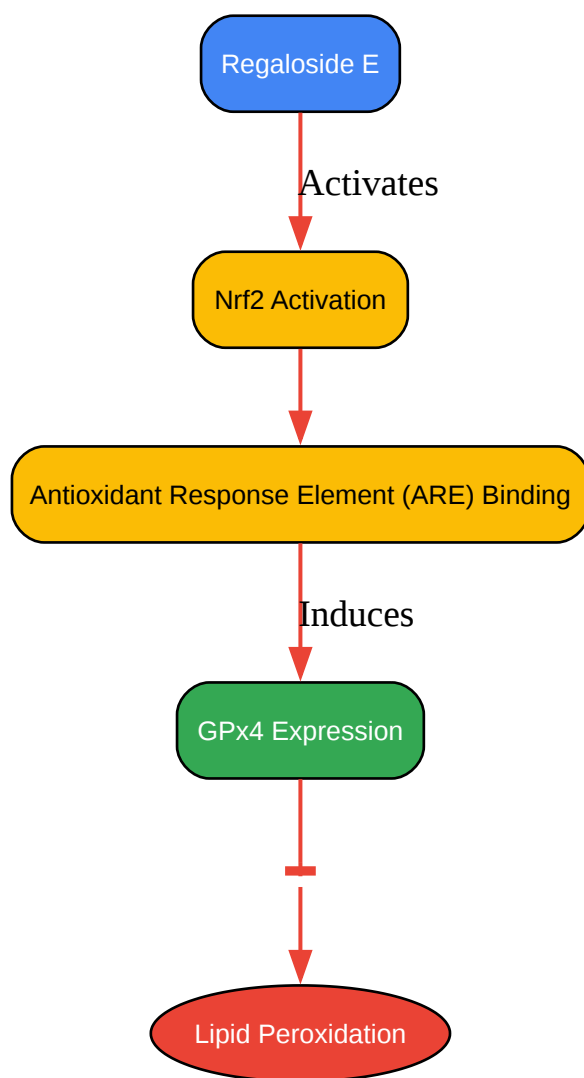 Regaloside E
Activates
Nrf2 Activation
Antioxidant Response Element (ARE) Binding
Induces
GPx4 Expression
Lipid Peroxidation